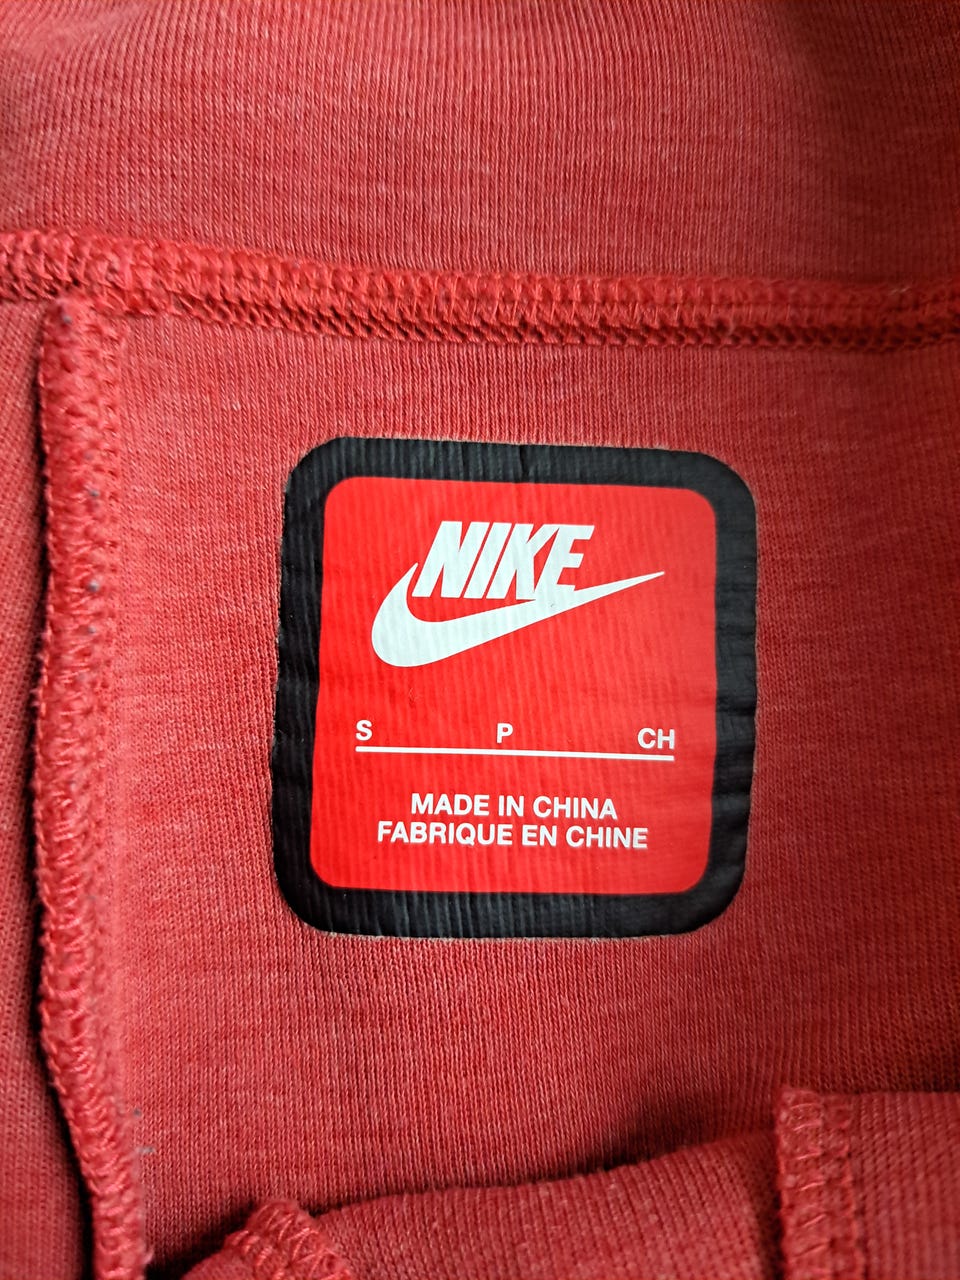 NIKE
S P CH
MADE IN CHINA
FABRIQUE EN CHINE